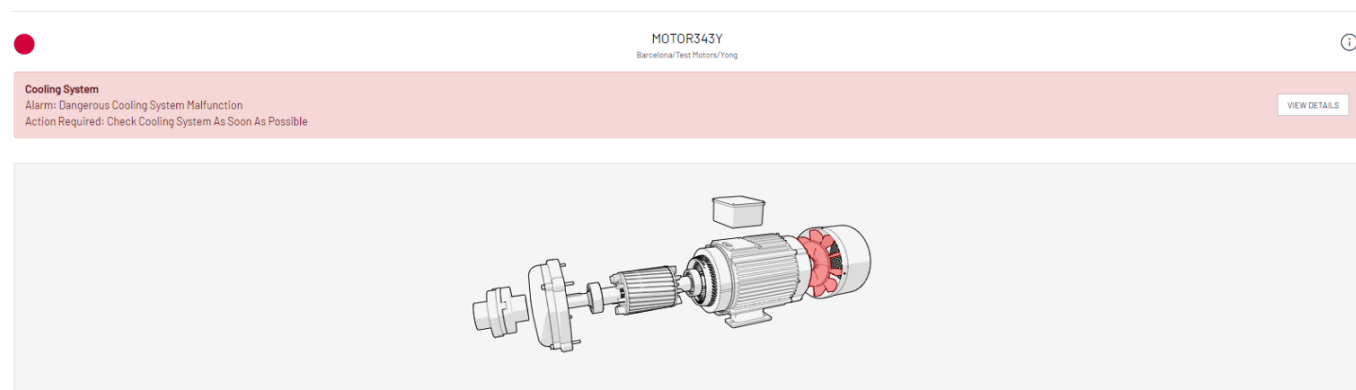 MOTOR343Y
Barcelona/Test Motors/Yong
Cooling System
Alarm: Dangerous Cooling System Malfunction
Action Required: Check Cooling System As Soon As Possible
VIEW DETAILS